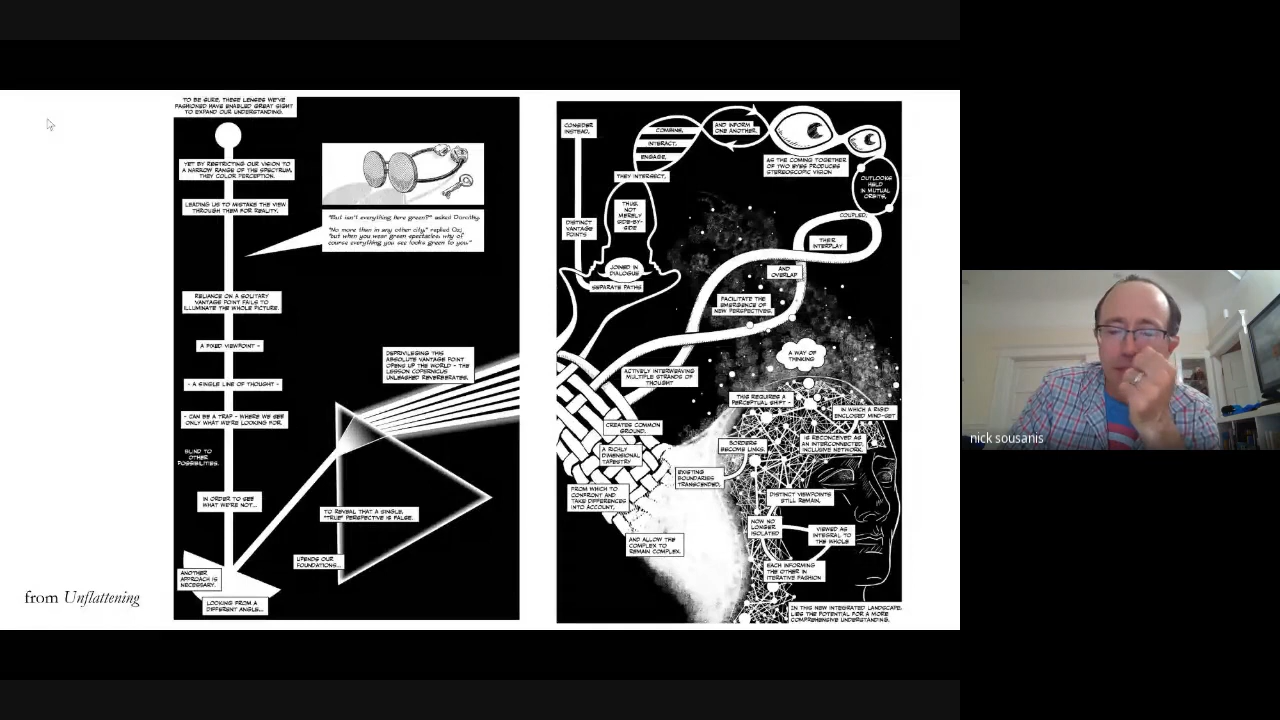 TO BE SURE, THESE LENSES WE'VE
FASHIONED HAVE ENABLED GREAT SIGHT
TO EXPAND OUR UNDERSTANDING.
YET BY RESTRICTING OUR VISION TO
A NARROW RANGE OF THE SPECTRUM,
THEY COLOR PERCEPTION.
LEADING US TO MISTAKE THE VIEW
THROUGH THEM FOR REALITY.
"But isn't everything here green?" asked Dorothy.
"No more than in any other city," replied Oz;
"but when you wear green spectacles, why of
course everything you see looks green to you."
RELIANCE ON A SOLITARY
VANTAGE POINT FAILS TO
ILLUMINATE THE WHOLE PICTURE.
A FIXED VIEWPOINT -
- A SINGLE LINE OF THOUGHT -
- CAN BE A TRAP - WHERE WE SEE
ONLY WHAT WE'RE LOOKING FOR.
BLIND TO
OTHER
POSSIBILITIES.
IN ORDER TO SEE
WHAT WE'RE NOT...
ANOTHER
APPROACH IS
NECESSARY.
LOOKING FROM A
DIFFERENT ANGLE...
UPENDS OUR
FOUNDATIONS...
TO REVEAL THAT A SINGLE,
"TRUE" PERSPECTIVE IS FALSE.
DEPRIVILEGING THIS
ABSOLUTE VANTAGE POINT
OPENS UP THE WORLD - THE
LESSON COPERNICUS
UNLEASHED REVERBERATES.
from Unflattening
CONSIDER
INSTEAD,
DISTINCT
VANTAGE
POINTS
SEPARATE PATHS
JOINED IN
DIALOGUE
THUS,
NOT
MERELY
SIDE-BY-
SIDE
THEY INTERSECT,
ENGAGE,
INTERACT,
COMBINE,
AND INFORM
ONE ANOTHER.
AS THE COMING TOGETHER
OF TWO EYES PRODUCES
STEREOSCOPIC VISION
OUTLOOKS
HELD
IN MUTUAL
ORBITS,
COUPLED,
THEIR
INTERPLAY
AND
OVERLAP
FACILITATE THE
EMERGENCE OF
NEW PERSPECTIVES.
ACTIVELY INTERWEAVING
MULTIPLE STRANDS OF
THOUGHT
CREATES COMMON
GROUND,
A RICHLY
DIMENSIONAL
TAPESTRY
FROM WHICH TO
CONFRONT AND
TAKE DIFFERENCES
INTO ACCOUNT,
AND ALLOW THE
COMPLEX TO
REMAIN COMPLEX.
A WAY OF
THINKING
THIS REQUIRES A
PERCEPTUAL SHIFT -
IN WHICH A RIGID
ENCLOSED MIND-SET
IS RECONCEIVED AS
AN INTERCONNECTED,
INCLUSIVE NETWORK.
BORDERS
BECOME LINKS.
EXISTING
BOUNDARIES
TRANSCENDED,
DISTINCT VIEWPOINTS
STILL REMAIN,
NOW NO
LONGER
ISOLATED
VIEWED AS
INTEGRAL TO
THE WHOLE
EACH INFORMING
THE OTHER IN
ITERATIVE FASHION
IN THIS NEW INTEGRATED LANDSCAPE,
LIES THE POTENTIAL FOR A MORE
COMPREHENSIVE UNDERSTANDING.
nick sousanis